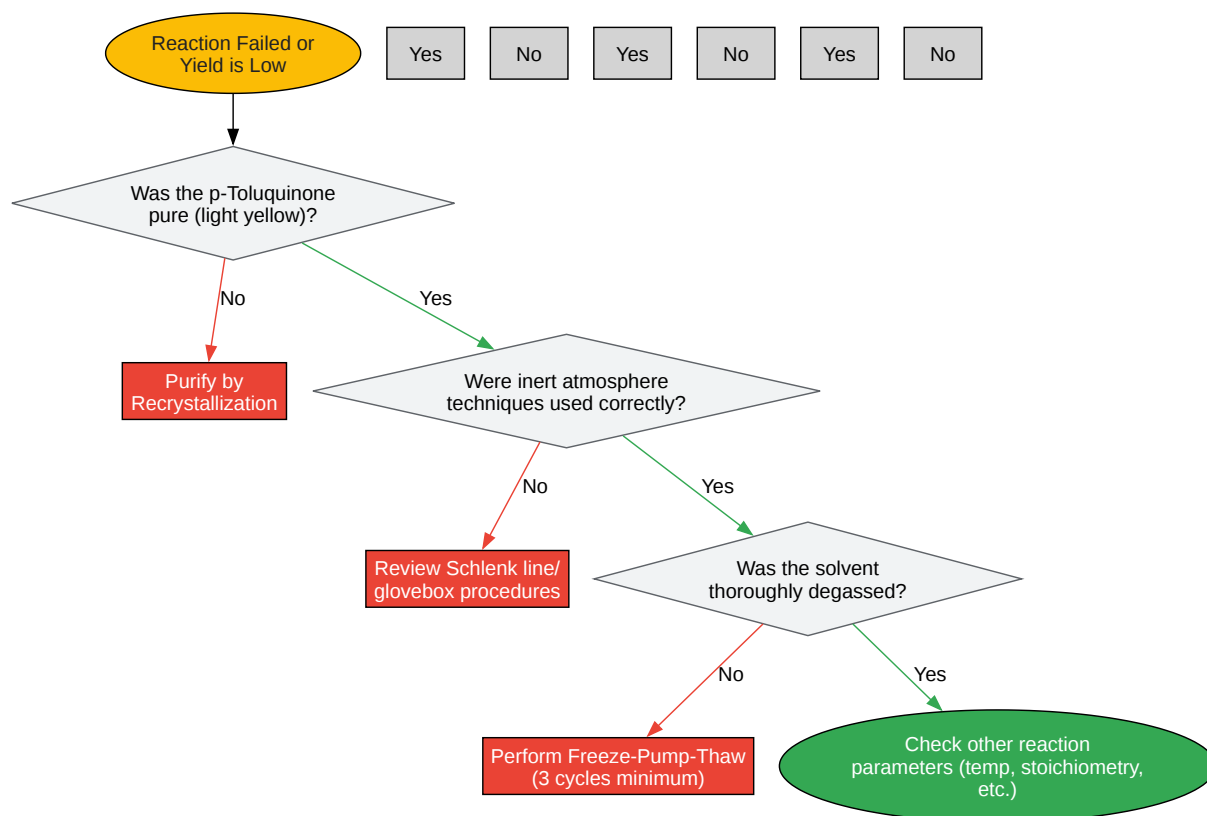 Reaction Failed or
Yield is Low
Yes
No
Yes
No
Yes
No
Was the p-Toluquinone
pure (light yellow)?
No
Yes
Purify by
Recrystallization
Were inert atmosphere
techniques used correctly?
No
Yes
Review Schlenk line/
glovebox procedures
Was the solvent
thoroughly degassed?
No
Yes
Perform Freeze-Pump-Thaw
(3 cycles minimum)
Check other reaction
parameters (temp, stoichiometry,
etc.)